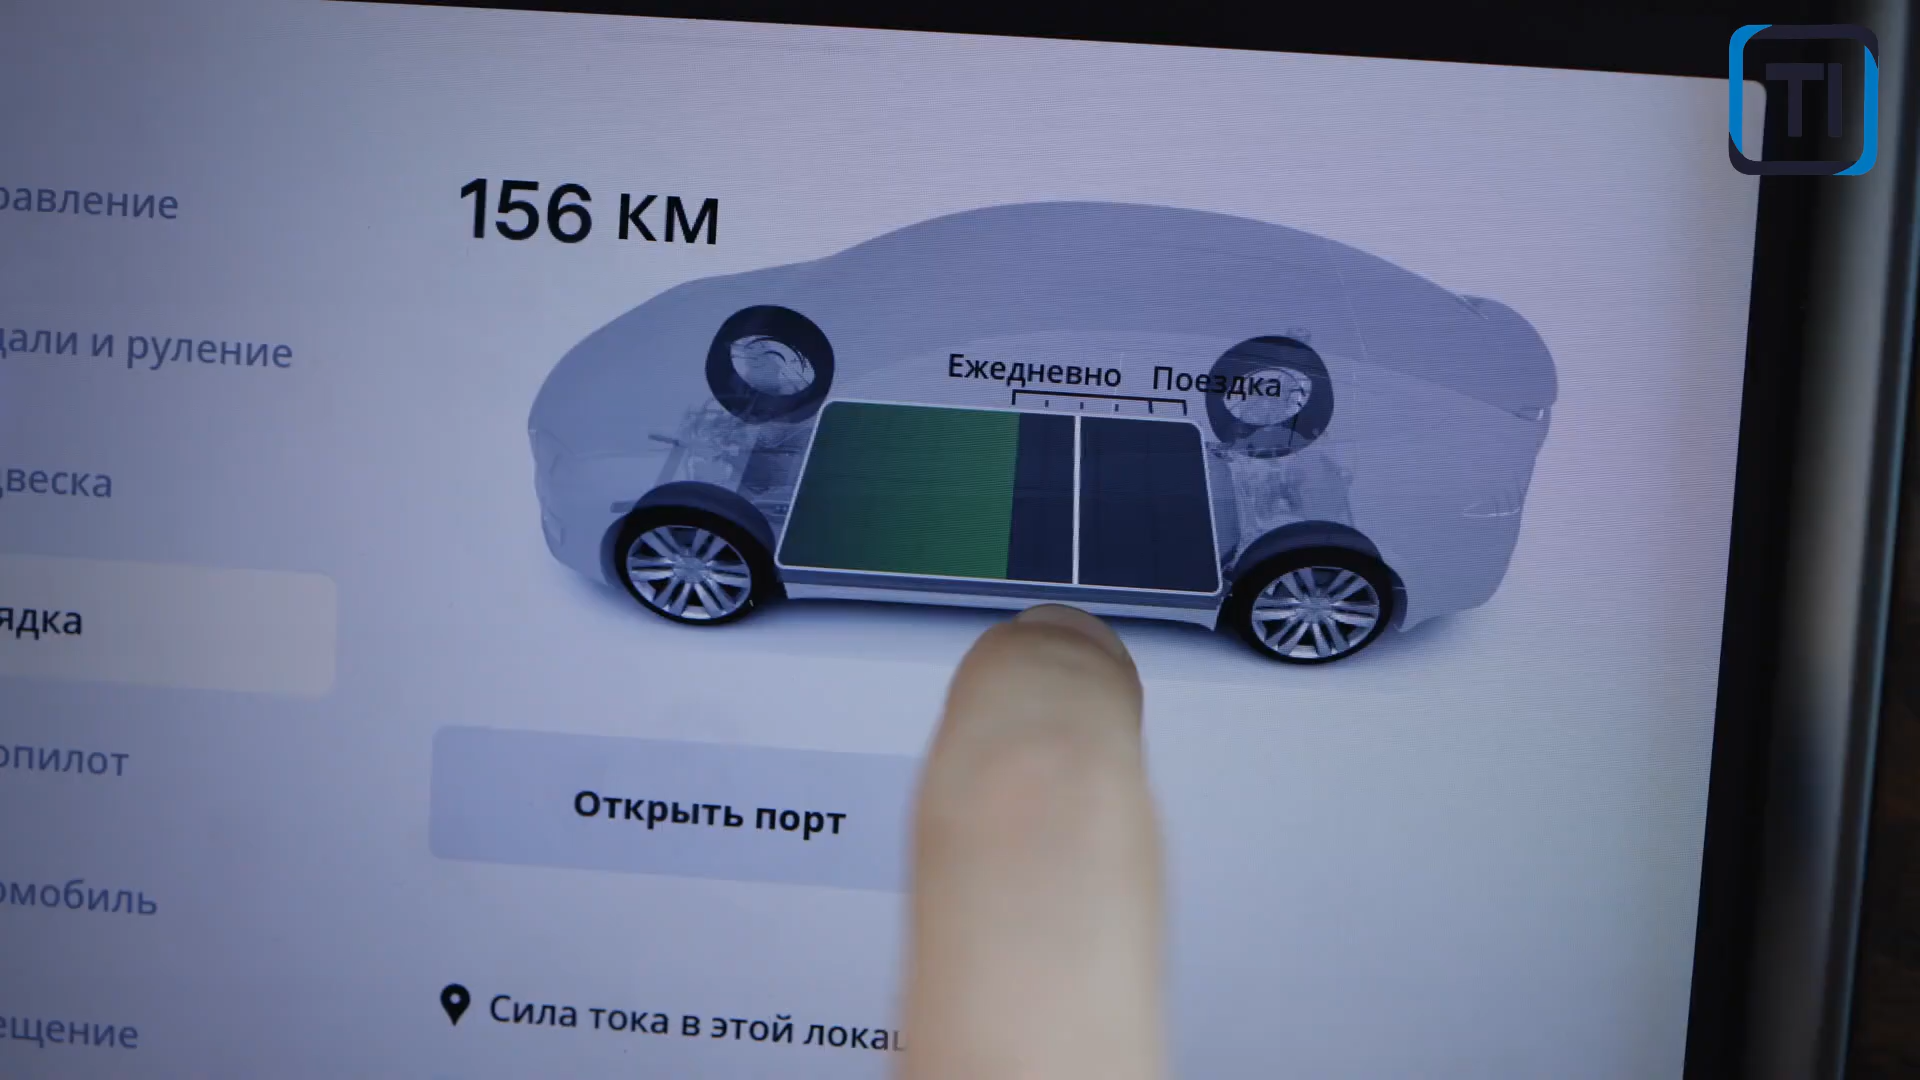 TI
156 км
равление
дали и руление
Ежедневно Поездка
двеска
ядка
опилот
Открыть порт
омобиль
Сила тока в этой лока
ещение